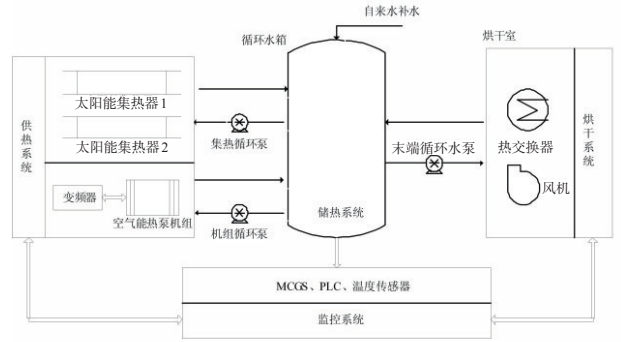 自来水补水
循环水箱
烘干室
供热系统
太阳能集热器1
太阳能集热器2
集热循环泵
变频器
空气能热泵机组
机组循环泵
储热系统
末端循环水泵
热交换器
风机
烘干系统
MCGS、PLC、温度传感器
监控系统